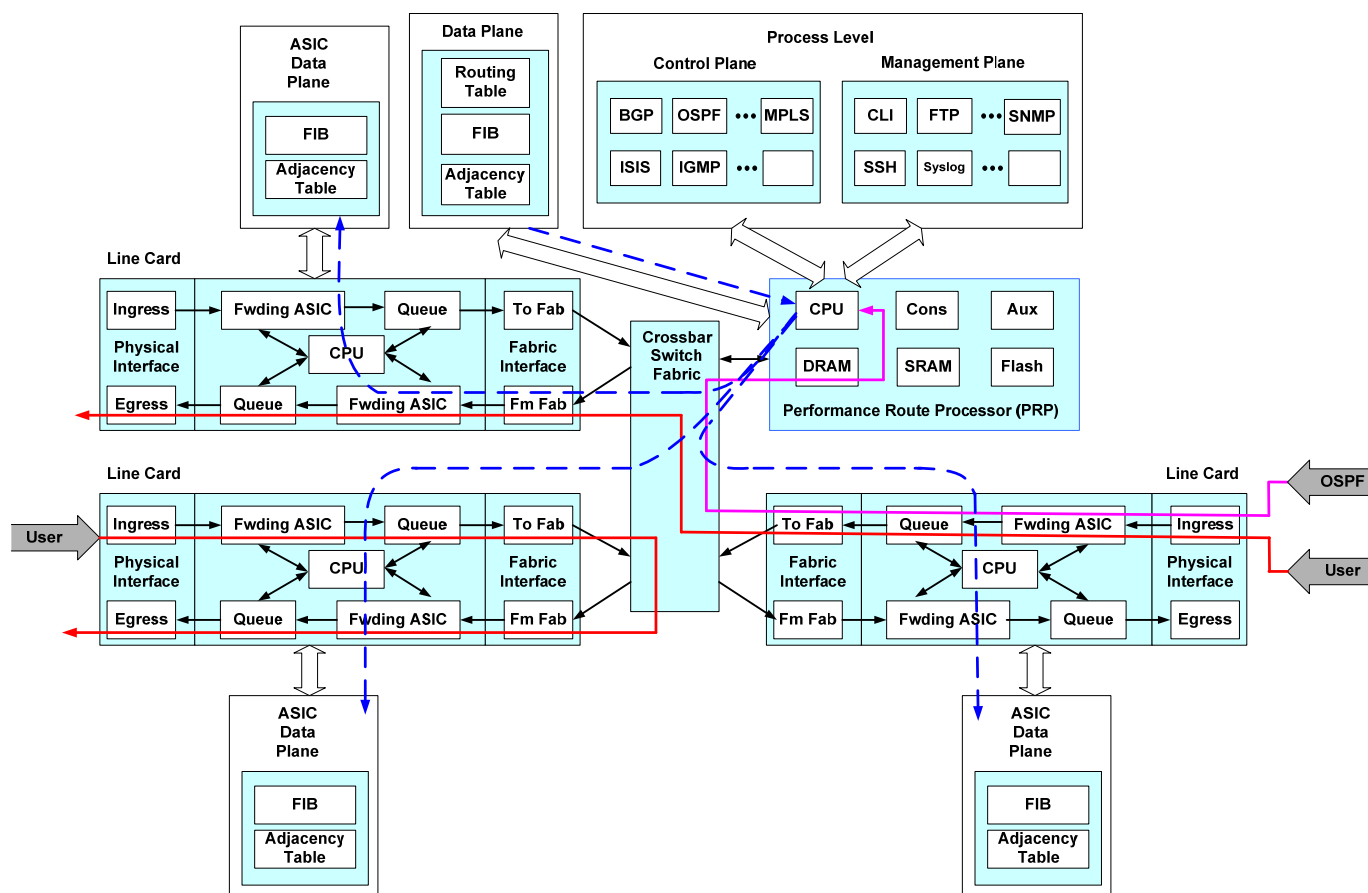 ASIC
Data
Plane
FIB
Adjacency
Table
Data Plane
Routing
Table
FIB
Adjacency
Table
Process Level
Control Plane
BGP
OSPF
•••
MPLS
ISIS
IGMP
•••
Management Plane
CLI
FTP
•••
SNMP
SSH
Syslog
•••
Line Card
Ingress
Fwding ASIC
Queue
To Fab
Physical
Interface
CPU
Fabric
Interface
Egress
Queue
Fwding ASIC
Fm Fab
Crossbar
Switch
Fabric
CPU
Cons
Aux
DRAM
SRAM
Flash
Performance Route Processor (PRP)
Line Card
User
Ingress
Fwding ASIC
Queue
To Fab
Physical
Interface
CPU
Fabric
Interface
Egress
Queue
Fwding ASIC
Fm Fab
Line Card
OSPF
To Fab
Queue
Fwding ASIC
Ingress
User
Fabric
Interface
CPU
Physical
Interface
Fm Fab
Fwding ASIC
Queue
Egress
ASIC
Data
Plane
FIB
Adjacency
Table
ASIC
Data
Plane
FIB
Adjacency
Table